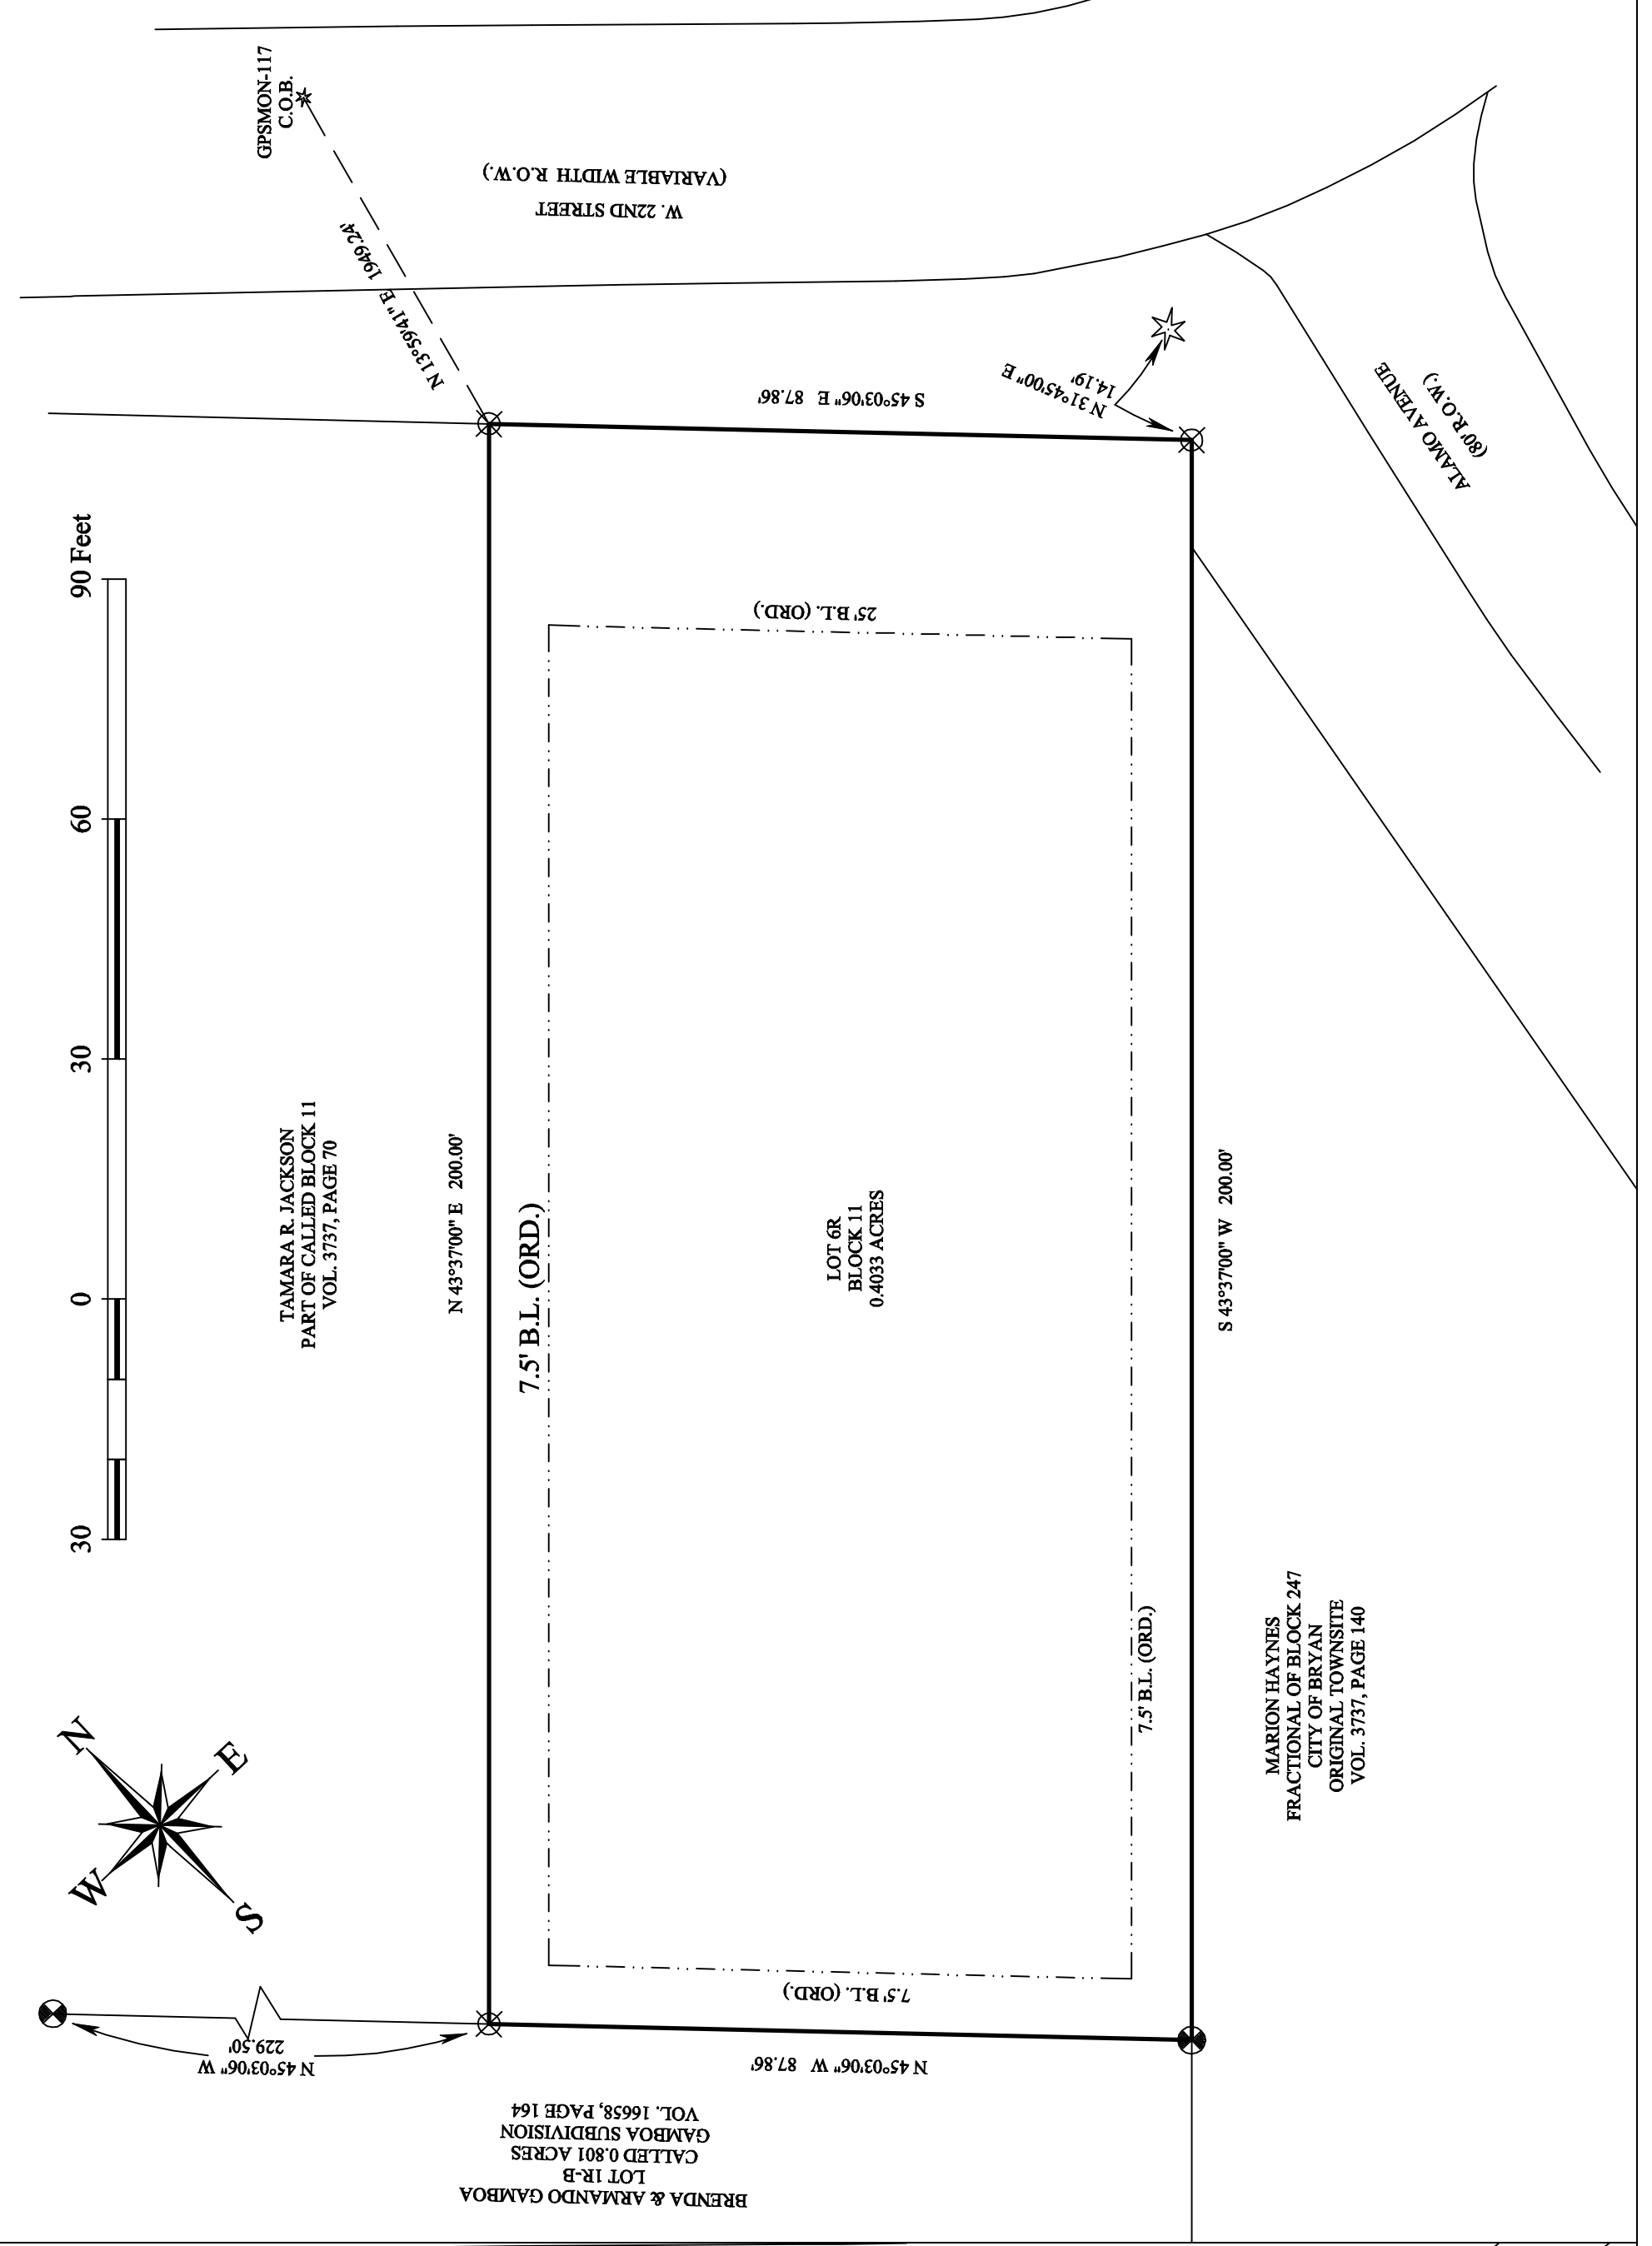 GPSMON-117
C.O.B.
N 13°59'41" E 1949.24'
W. 22ND STREET
(VARIABLE WIDTH R.O.W.)
S 45°03'06" E 87.86'
N 31°45'00" E
14.19'
ALAMO AVENUE
(80' R.O.W.)
30 0 30 60 90 Feet
25' B.L. (ORD.)
TAMARA R. JACKSON
PART OF CALLED BLOCK 11
VOL. 3737, PAGE 70
N 43°37'00" E 200.00'
7.5' B.L. (ORD.)
LOT 6R
BLOCK 11
0.4033 ACRES
S 43°37'00" W 200.00'
7.5' B.L. (ORD.)
MARION HAYNES
FRACTIONAL OF BLOCK 247
CITY OF BRYAN
ORIGINAL TOWNSITE
VOL. 3737, PAGE 140
N
E
W
S
7.5' B.L. (ORD.)
N 45°03'06" W
229.50'
N 45°03'06" W 87.86'
BRENDA & ARMANDO GAMBOA
LOT 1R-B
CALLED 0.801 ACRES
GAMBOA SUBDIVISION
VOL. 16658, PAGE 164